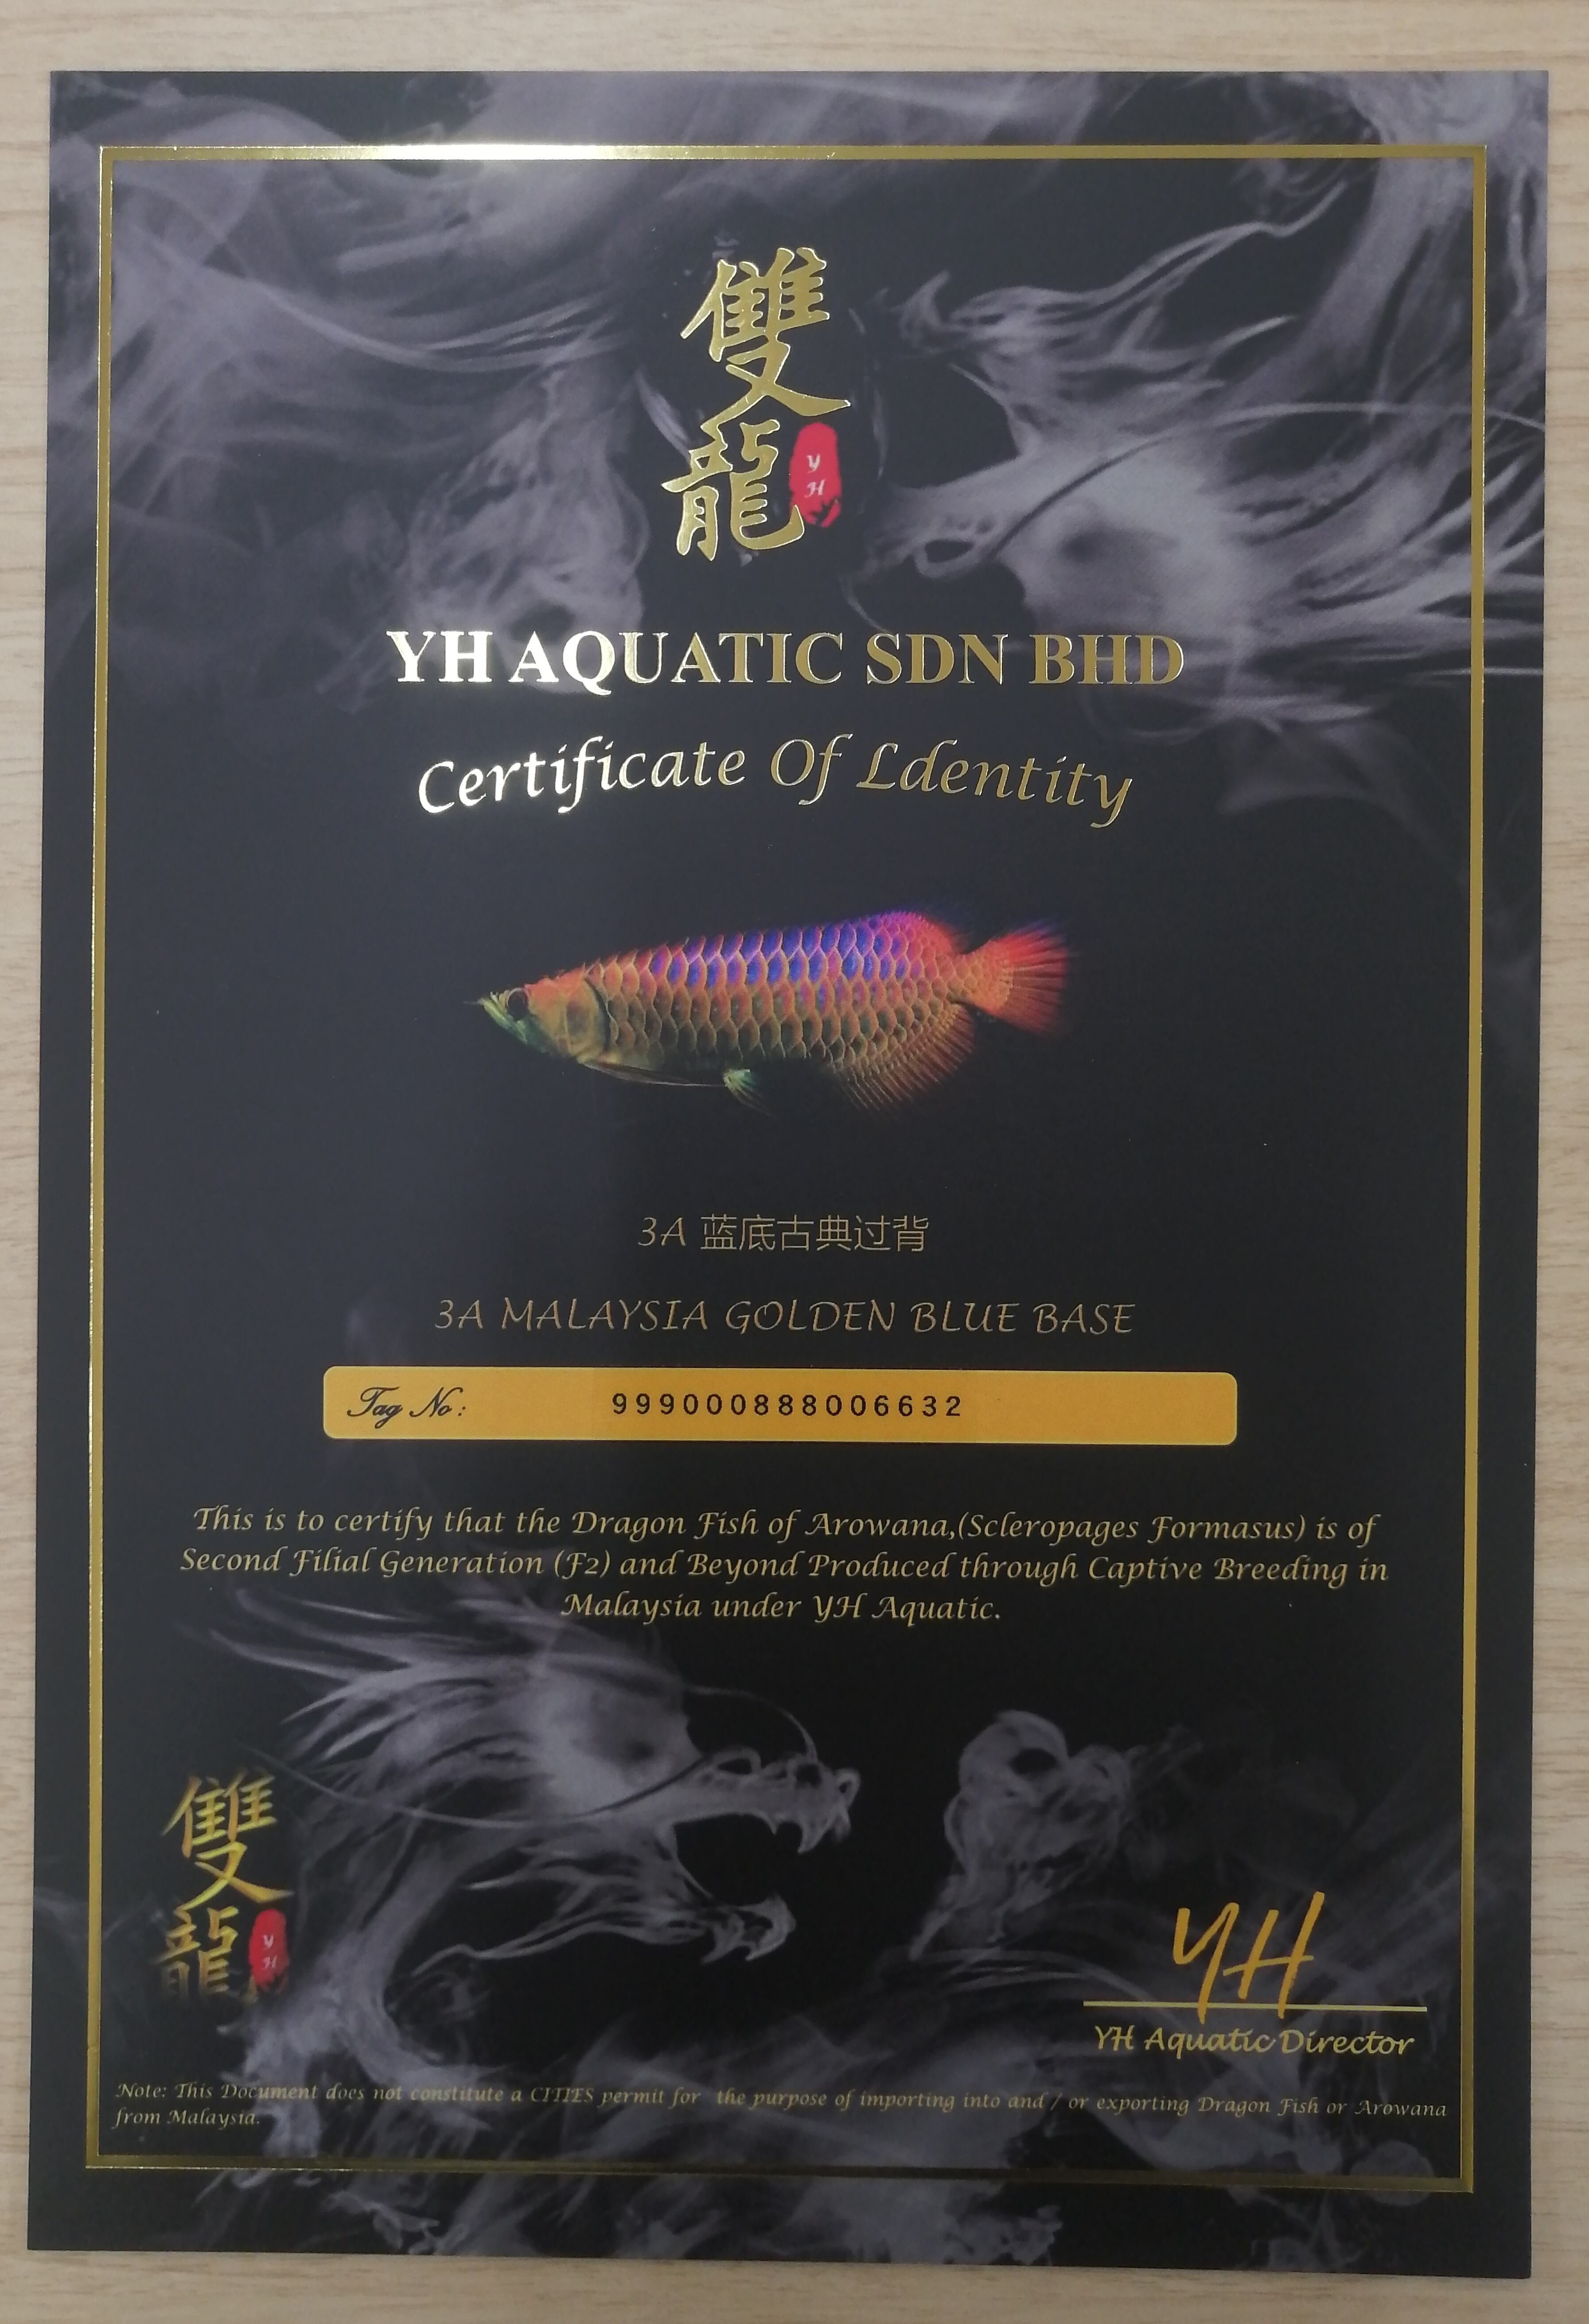 雙龍
Y
H
YH AQUATIC SDN BHD
Certificate Of Ldentity
3A 蓝底古典过背
3A MALAYSIA GOLDEN BLUE BASE
Tag No: 999000888006632
This is to certify that the Dragon Fish of Arowana,(Scleropages Formasus) is of
Second Filial Generation (F2) and Beyond Produced through Captive Breeding in
Malaysia under YH Aquatic.
雙龍
Y
H
YH
YH Aquatic Director
Note: This Document does not constitute a CITIES permit for the purpose of importing into and / or exporting Dragon Fish or Arowana
from Malaysia.